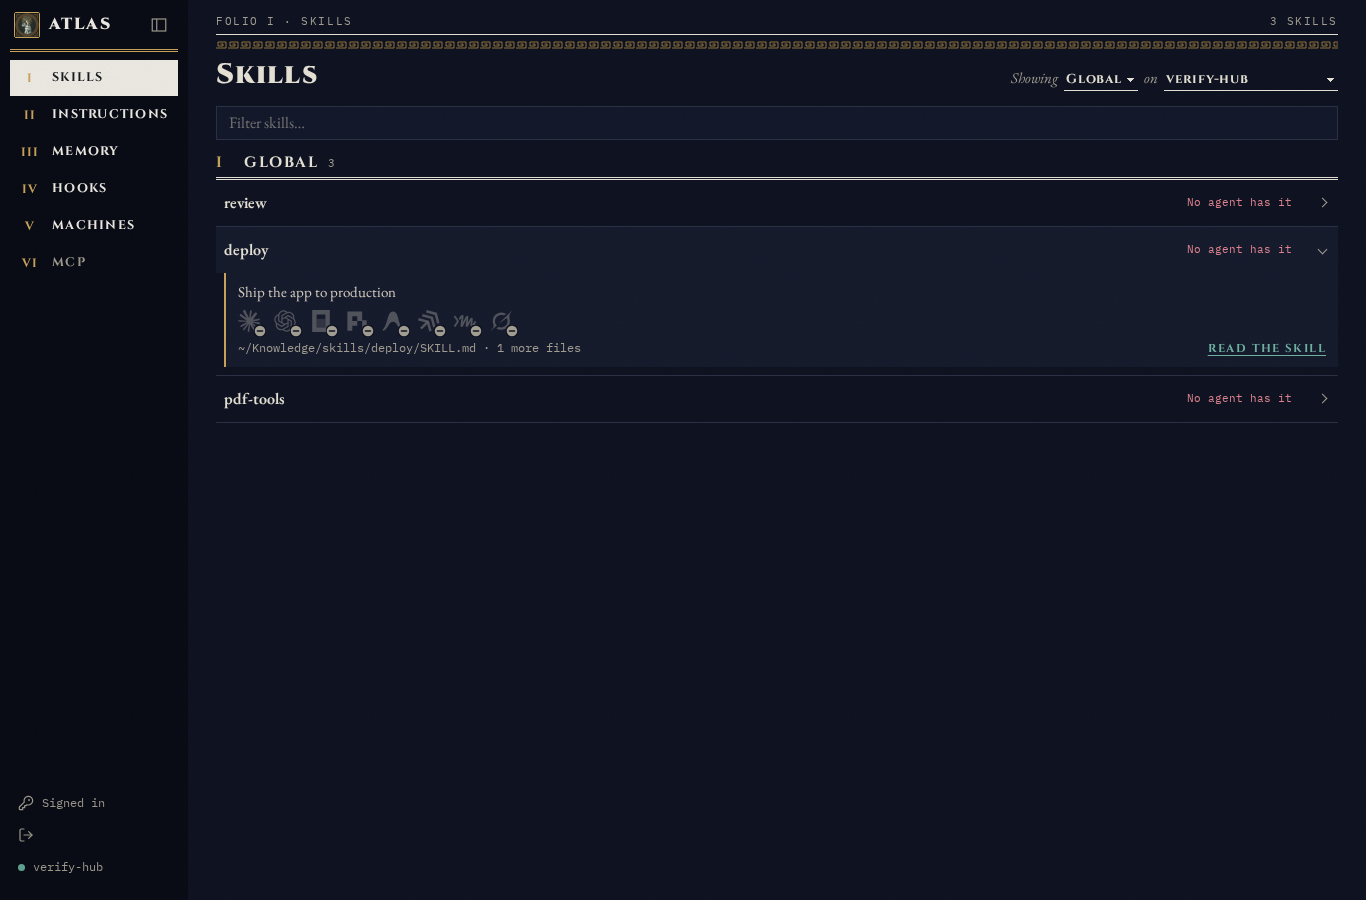 ATLAS
I SKILLS
II INSTRUCTIONS
III MEMORY
IV HOOKS
V MACHINES
VI MCP
Signed in
verify-hub
FOLIO I · SKILLS
3 SKILLS
SKILLS
Showing GLOBAL on VERIFY-HUB
Filter skills...
I GLOBAL 3
review No agent has it
deploy No agent has it
Ship the app to production
~/Knowledge/skills/deploy/SKILL.md · 1 more files
READ THE SKILL
pdf-tools No agent has it